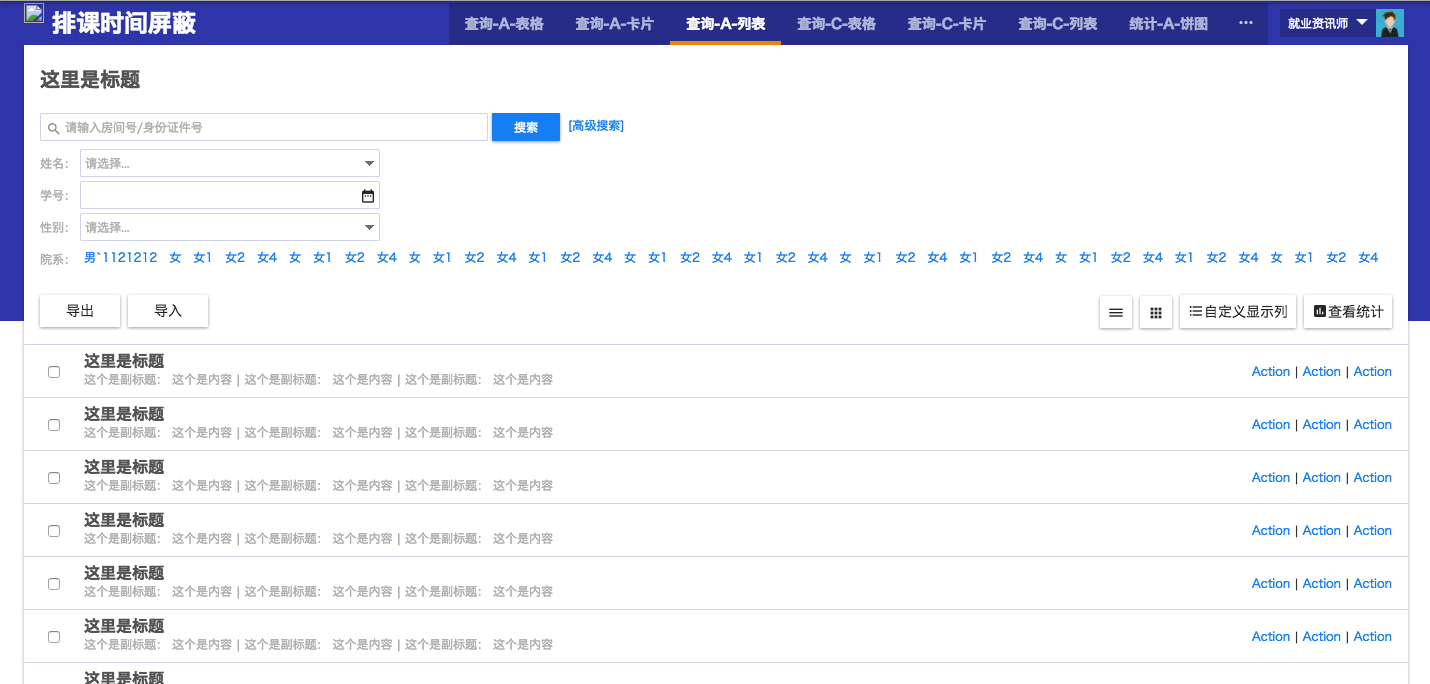 排课时间屏蔽 查询-A-表格 查询-A-卡片 查询-A-列表 查询-C-表格 查询-C-卡片 查询-C-列表 统计-A-饼图 ··· 就业资讯师
这里是标题
请输入房间号/身份证件号 搜索 [高级搜索]
姓名: 请选择...
学号:
性别: 请选择...
院系: 男`1121212 女 女1 女2 女4 女 女1 女2 女4 女 女1 女2 女4 女1 女2 女4 女 女1 女2 女4 女1 女2 女4 女 女1 女2 女4 女1 女2 女4 女 女1 女2 女4 女1 女2 女4 女 女1 女2 女4
导出 导入 自定义显示列 查看统计
这里是标题
这个是副标题: 这个是内容 | 这个是副标题: 这个是内容 | 这个是副标题: 这个是内容 Action | Action | Action
这里是标题
这个是副标题: 这个是内容 | 这个是副标题: 这个是内容 | 这个是副标题: 这个是内容 Action | Action | Action
这里是标题
这个是副标题: 这个是内容 | 这个是副标题: 这个是内容 | 这个是副标题: 这个是内容 Action | Action | Action
这里是标题
这个是副标题: 这个是内容 | 这个是副标题: 这个是内容 | 这个是副标题: 这个是内容 Action | Action | Action
这里是标题
这个是副标题: 这个是内容 | 这个是副标题: 这个是内容 | 这个是副标题: 这个是内容 Action | Action | Action
这里是标题
这个是副标题: 这个是内容 | 这个是副标题: 这个是内容 | 这个是副标题: 这个是内容 Action | Action | Action
这里是标题